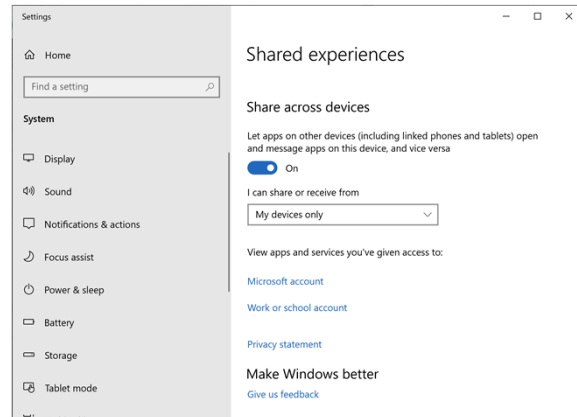 Settings
Home
Find a setting
System
Display
Sound
Notifications & actions
Focus assist
Power & sleep
Battery
Storage
Tablet mode
Shared experiences
Share across devices
Let apps on other devices (including linked phones and tablets) open
and message apps on this device, and vice versa
On
I can share or receive from
My devices only
View apps and services you've given access to:
Microsoft account
Work or school account
Privacy statement
Make Windows better
Give us feedback